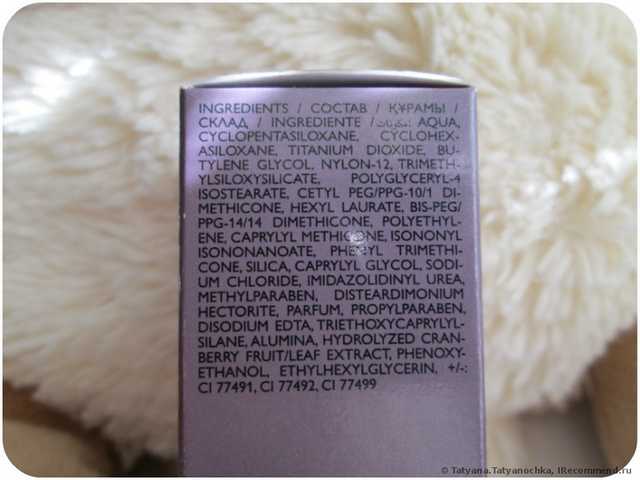 INGREDIENTS / СОСТАВ / ҚҰРАМЫ /
СКЛАД / INGREDIENTE / AQUA,
CYCLOPENTASILOXANE, CYCLOHEX-
ASILOXANE, TITANIUM DIOXIDE, BU-
TYLENE GLYCOL, NYLON-12, TRIMETH-
YLSILOXYSILICATE, POLYGLYCERYL-4
ISOSTEARATE, CETYL PEG/PPG-10/1 DI-
METHICONE, HEXYL LAURATE, BIS-PEG/
PPG-14/14 DIMETHICONE, POLYETHYL-
ENE, CAPRYLYL METHICONE, ISONONYL
ISONONANOATE, PHENYL TRIMETHI-
CONE, SILICA, CAPRYLYL GLYCOL, SODI-
UM CHLORIDE, IMIDAZOLIDINYL UREA,
METHYLPARABEN, DISTEARDIMONIUM
HECTORITE, PARFUM, PROPYLPARABEN,
DISODIUM EDTA, TRIETHOXYCAPRYLYL-
SILANE, ALUMINA, HYDROLYZED CRAN-
BERRY FRUIT/LEAF EXTRACT, PHENOXY-
ETHANOL, ETHYLHEXYLGLYCERIN, +/-:
CI 77491, CI 77492, CI 77499
© Tatyana.Tatyanochka, IRecommend.ru